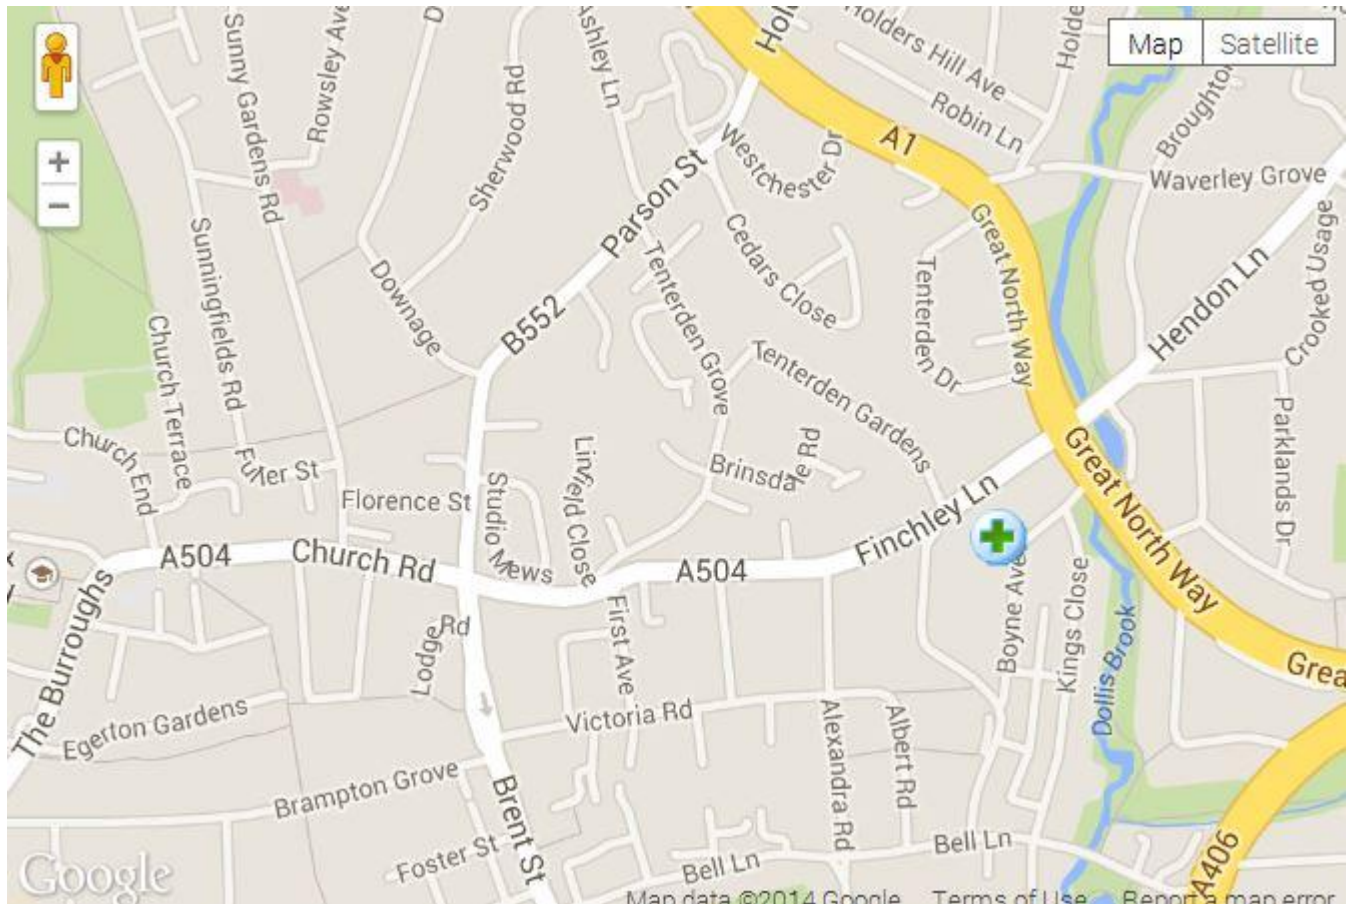 Map
Satellite
+
−
Holders Hill Ave
Robin Ln
A1
Broughton
Waverley Grove
Crooked Usage
Hendon Ln
Parklands Dr
Great North Way
Tenterden Dr
Westchester Dr
Cedars Close
Ashley Ln
Sherwood Rd
Rowsley Ave
Sunny Gardens Rd
Sunningfields Rd
Parson St
B552
Downage
Tenterden Grove
Tenterden Gardens
Brinsdale Rd
Church Terrace
Church End
Fuller St
Florence St
Studio Mews
Linfield Close
Finchley Ln
A504
Church Rd
A504
Great North Way
The Burroughs
Lodge Rd
First Ave
Boyne Ave
Kings Close
Dollis Brook
Egerton Gardens
Victoria Rd
Alexandra Rd
Albert Rd
Brampton Grove
Brent St
Foster St
Bell Ln
Bell Ln
A406
Google
Map data ©2014 Google
Terms of Use
Report a map error